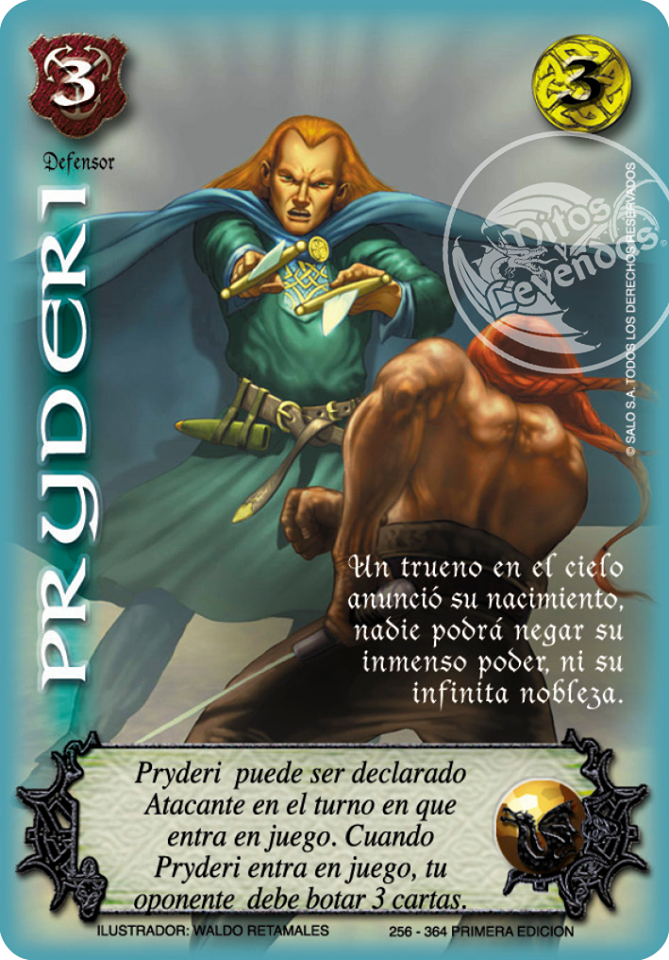 3
3
Defensor
PRYDERI
Mitos
y
Leyendas
© SALO S.A. TODOS LOS DERECHOS RESERVADOS
Un trueno en el cielo
anunció su nacimiento,
nadie podrá negar su
inmenso poder, ni su
infinita nobleza.
Pryderi puede ser declarado
Atacante en el turno en que
entra en juego. Cuando
Pryderi entra en juego, tu
oponente debe botar 3 cartas.
ILUSTRADOR: WALDO RETAMALES 256 - 364 PRIMERA EDICION